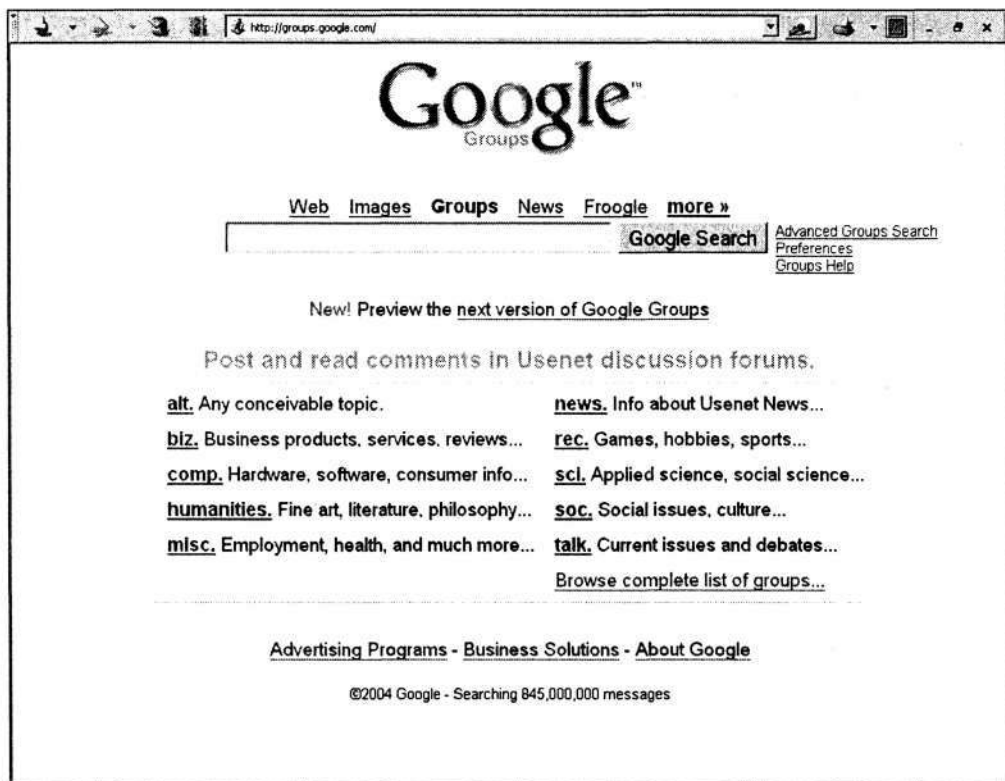 http://groups.google.com/
Google™
Groups
Web Images Groups News Froogle more »
Google Search
Advanced Groups Search
Preferences
Groups Help
New! Preview the next version of Google Groups
Post and read comments in Usenet discussion forums.
alt. Any conceivable topic.
news. Info about Usenet News...
biz. Business products, services, reviews...
rec. Games, hobbies, sports...
comp. Hardware, software, consumer info...
sci. Applied science, social science...
humanities. Fine art, literature, philosophy...
soc. Social issues, culture...
misc. Employment, health, and much more...
talk. Current issues and debates...
Browse complete list of groups...
Advertising Programs - Business Solutions - About Google
©2004 Google - Searching 845,000,000 messages